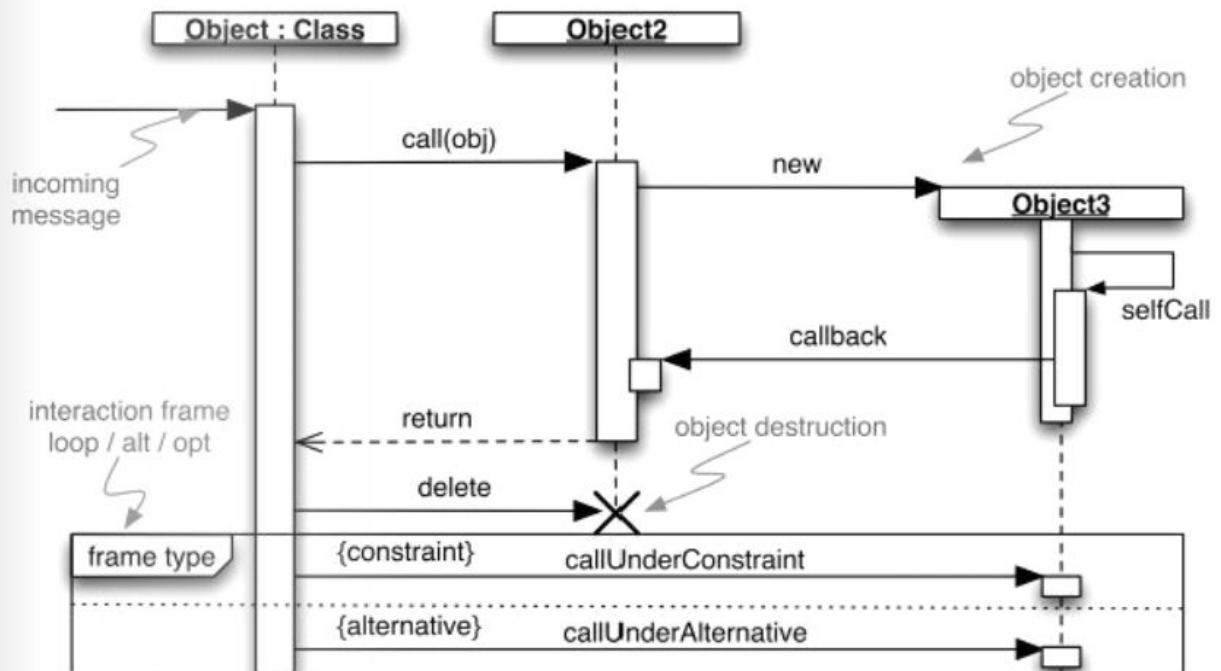 Object : Class
Object2
object creation
call(obj)
new
incoming
message
Object3
selfCall
callback
interaction frame
loop / alt / opt
return
object destruction
delete
frame type
{constraint}
callUnderConstraint
{alternative}
callUnderAlternative